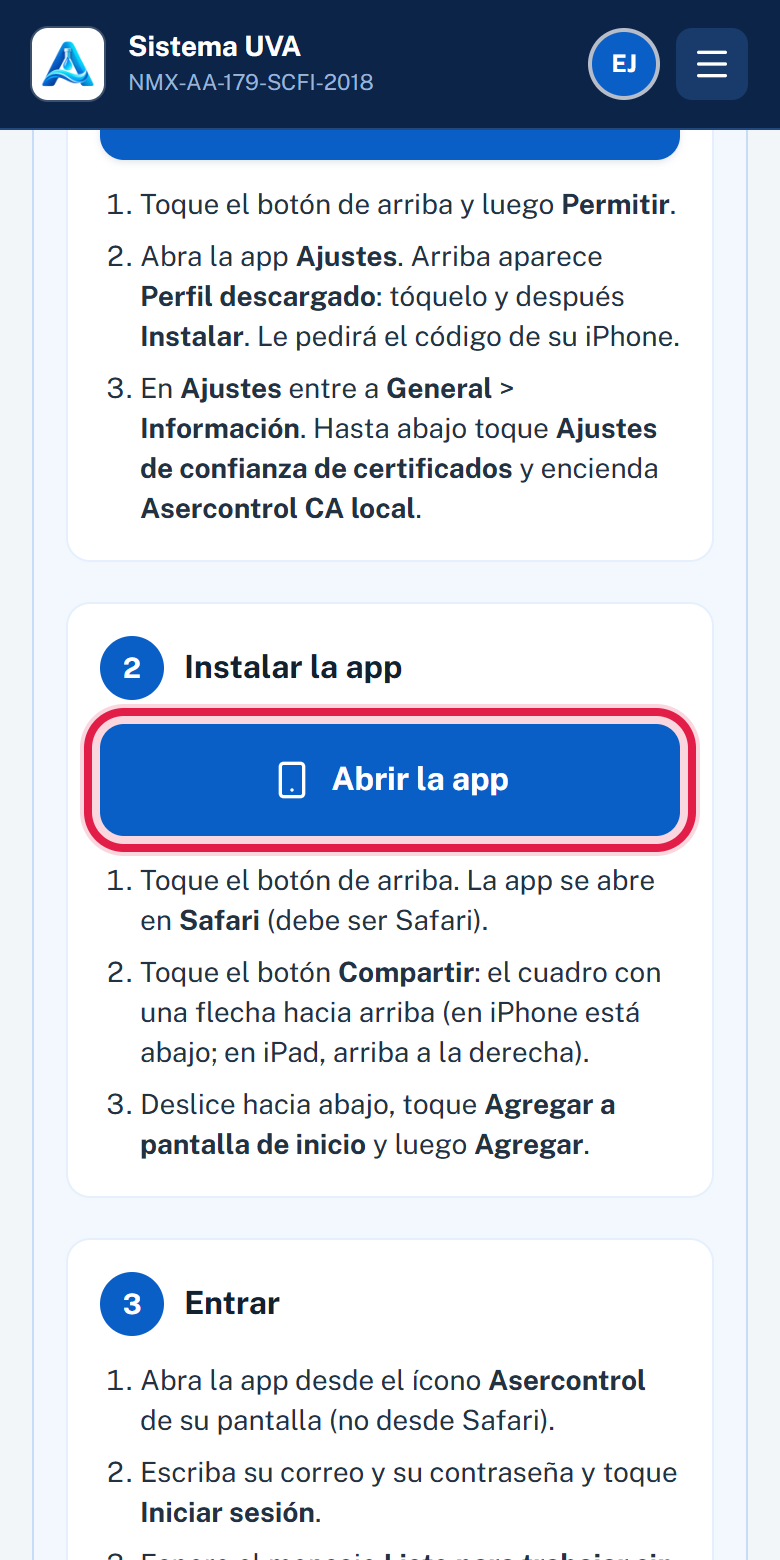 Sistema UVA
NMX-AA-179-SCFI-2018
EJ
1. Toque el botón de arriba y luego Permitir.
2. Abra la app Ajustes. Arriba aparece
Perfil descargado: tóquelo y después
Instalar. Le pedirá el código de su iPhone.
3. En Ajustes entre a General >
Información. Hasta abajo toque Ajustes
de confianza de certificados y encienda
Asercontrol CA local.
2 Instalar la app
Abrir la app
1. Toque el botón de arriba. La app se abre
en Safari (debe ser Safari).
2. Toque el botón Compartir: el cuadro con
una flecha hacia arriba (en iPhone está
abajo; en iPad, arriba a la derecha).
3. Deslice hacia abajo, toque Agregar a
pantalla de inicio y luego Agregar.
3 Entrar
1. Abra la app desde el ícono Asercontrol
de su pantalla (no desde Safari).
2. Escriba su correo y su contraseña y toque
Iniciar sesión.